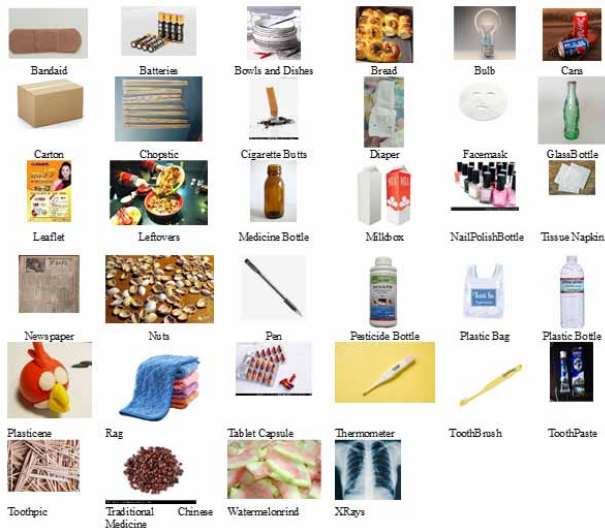 Bandaid
Batteries
Bowls and Dishes
Bread
Bulb
Cans
Carton
Chopstic
Cigarette Butts
Diaper
Facemask
GlassBottle
Leaflet
Leftovers
Medicine Bottle
Milkbox
NailPolishBottle
Tissue Napkin
Newspaper
Nuts
Pen
Pesticide Bottle
Plastic Bag
Plastic Bottle
Plasticene
Rag
Tablet Capsule
Thermometer
ToothBrush
ToothPaste
Toothpic
Traditional Chinese
Medicine
Watermelonrind
XRays